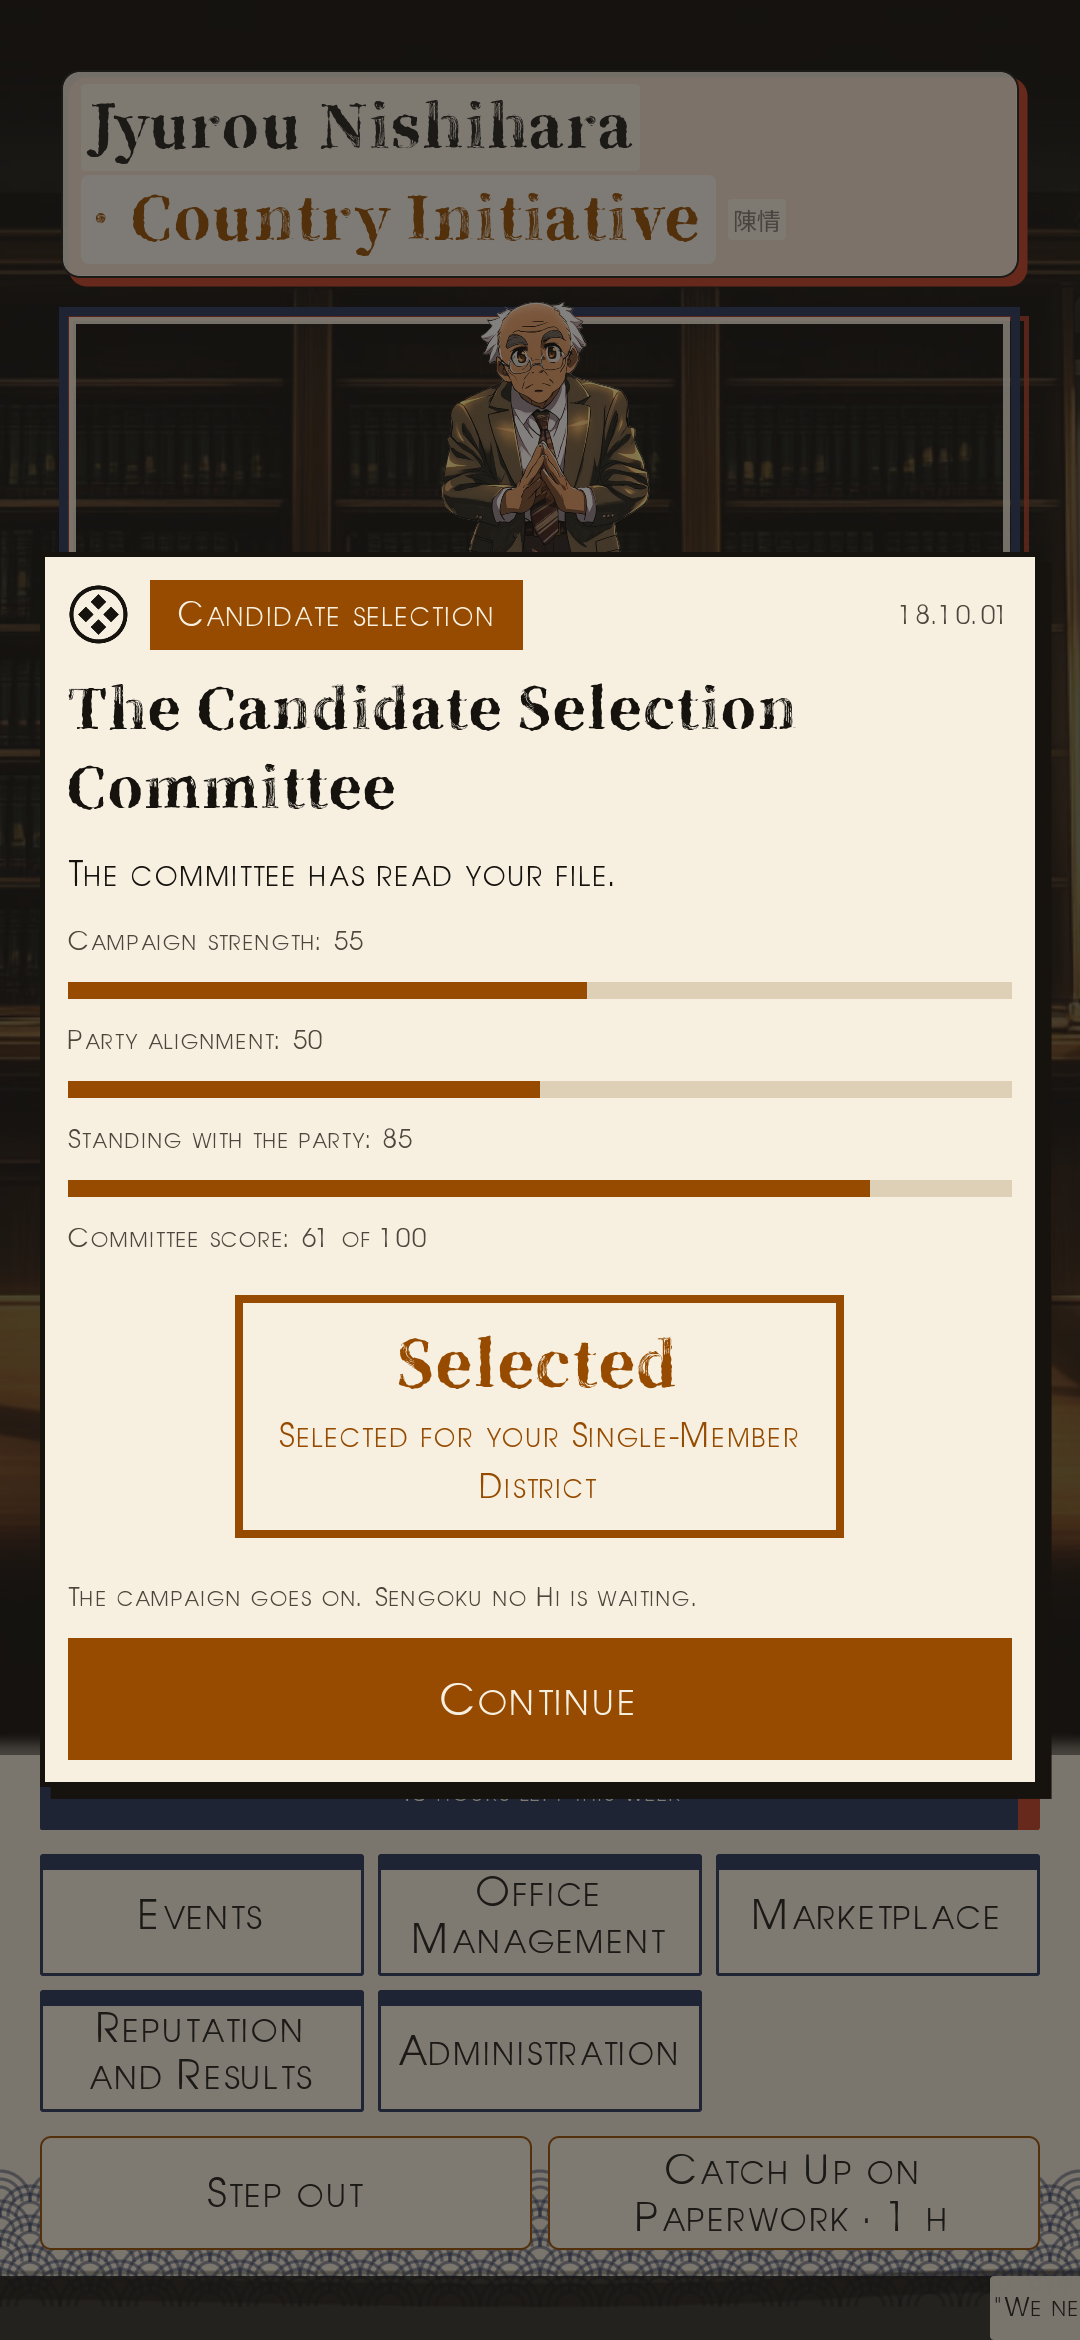 Jyurou Nishihara
· Country Initiative 陳情
Candidate selection
18.10.01
The Candidate Selection
Committee
The committee has read your file.
Campaign strength: 55
Party alignment: 50
Standing with the party: 85
Committee score: 61 of 100
Selected
Selected for your Single-Member
District
The campaign goes on. Sengoku no Hi is waiting.
Continue
Events
Office
Management
Marketplace
Reputation
and Results
Administration
Step out
Catch Up on
Paperwork · 1 h
"We ne